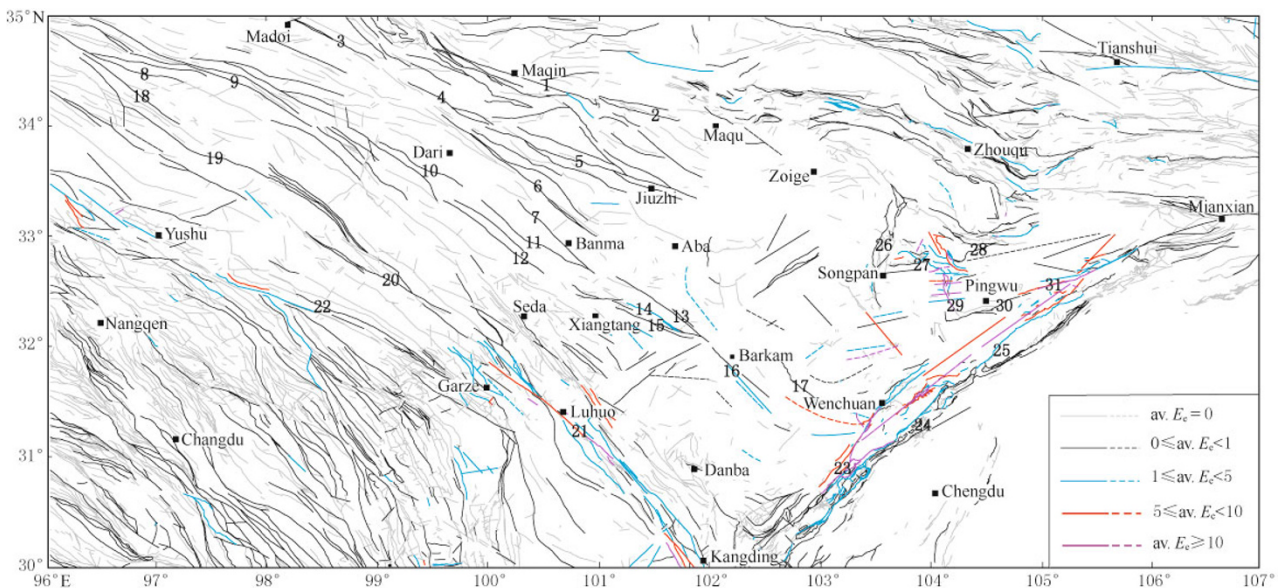 35°N
34°
33°
32°
31°
30°
96°E
97°
98°
99°
100°
101°
102°
103°
104°
105°
106°
107°
Madoi
3
Tianshui
8
9
Maqin
1
18
4
2
Maqu
Dari
10
19
5
Zhouqu
6
Jiuzhi
Zoige
7
Mianxian
Yushu
11
Banma
12
Aba
26
28
27
Songpan
20
Pingwu
31
22
29
30
Nangqen
Seda
Xiangtang
14
13
15
25
Barkam
16
17
Garze
Wenchuan
Luhuo
21
24
Changdu
23
Danba
Chengdu
Kangding
av. Ee=0
0≤av. Ee<1
1≤av. Ee<5
5≤av. Ee<10
av. Ee≥10